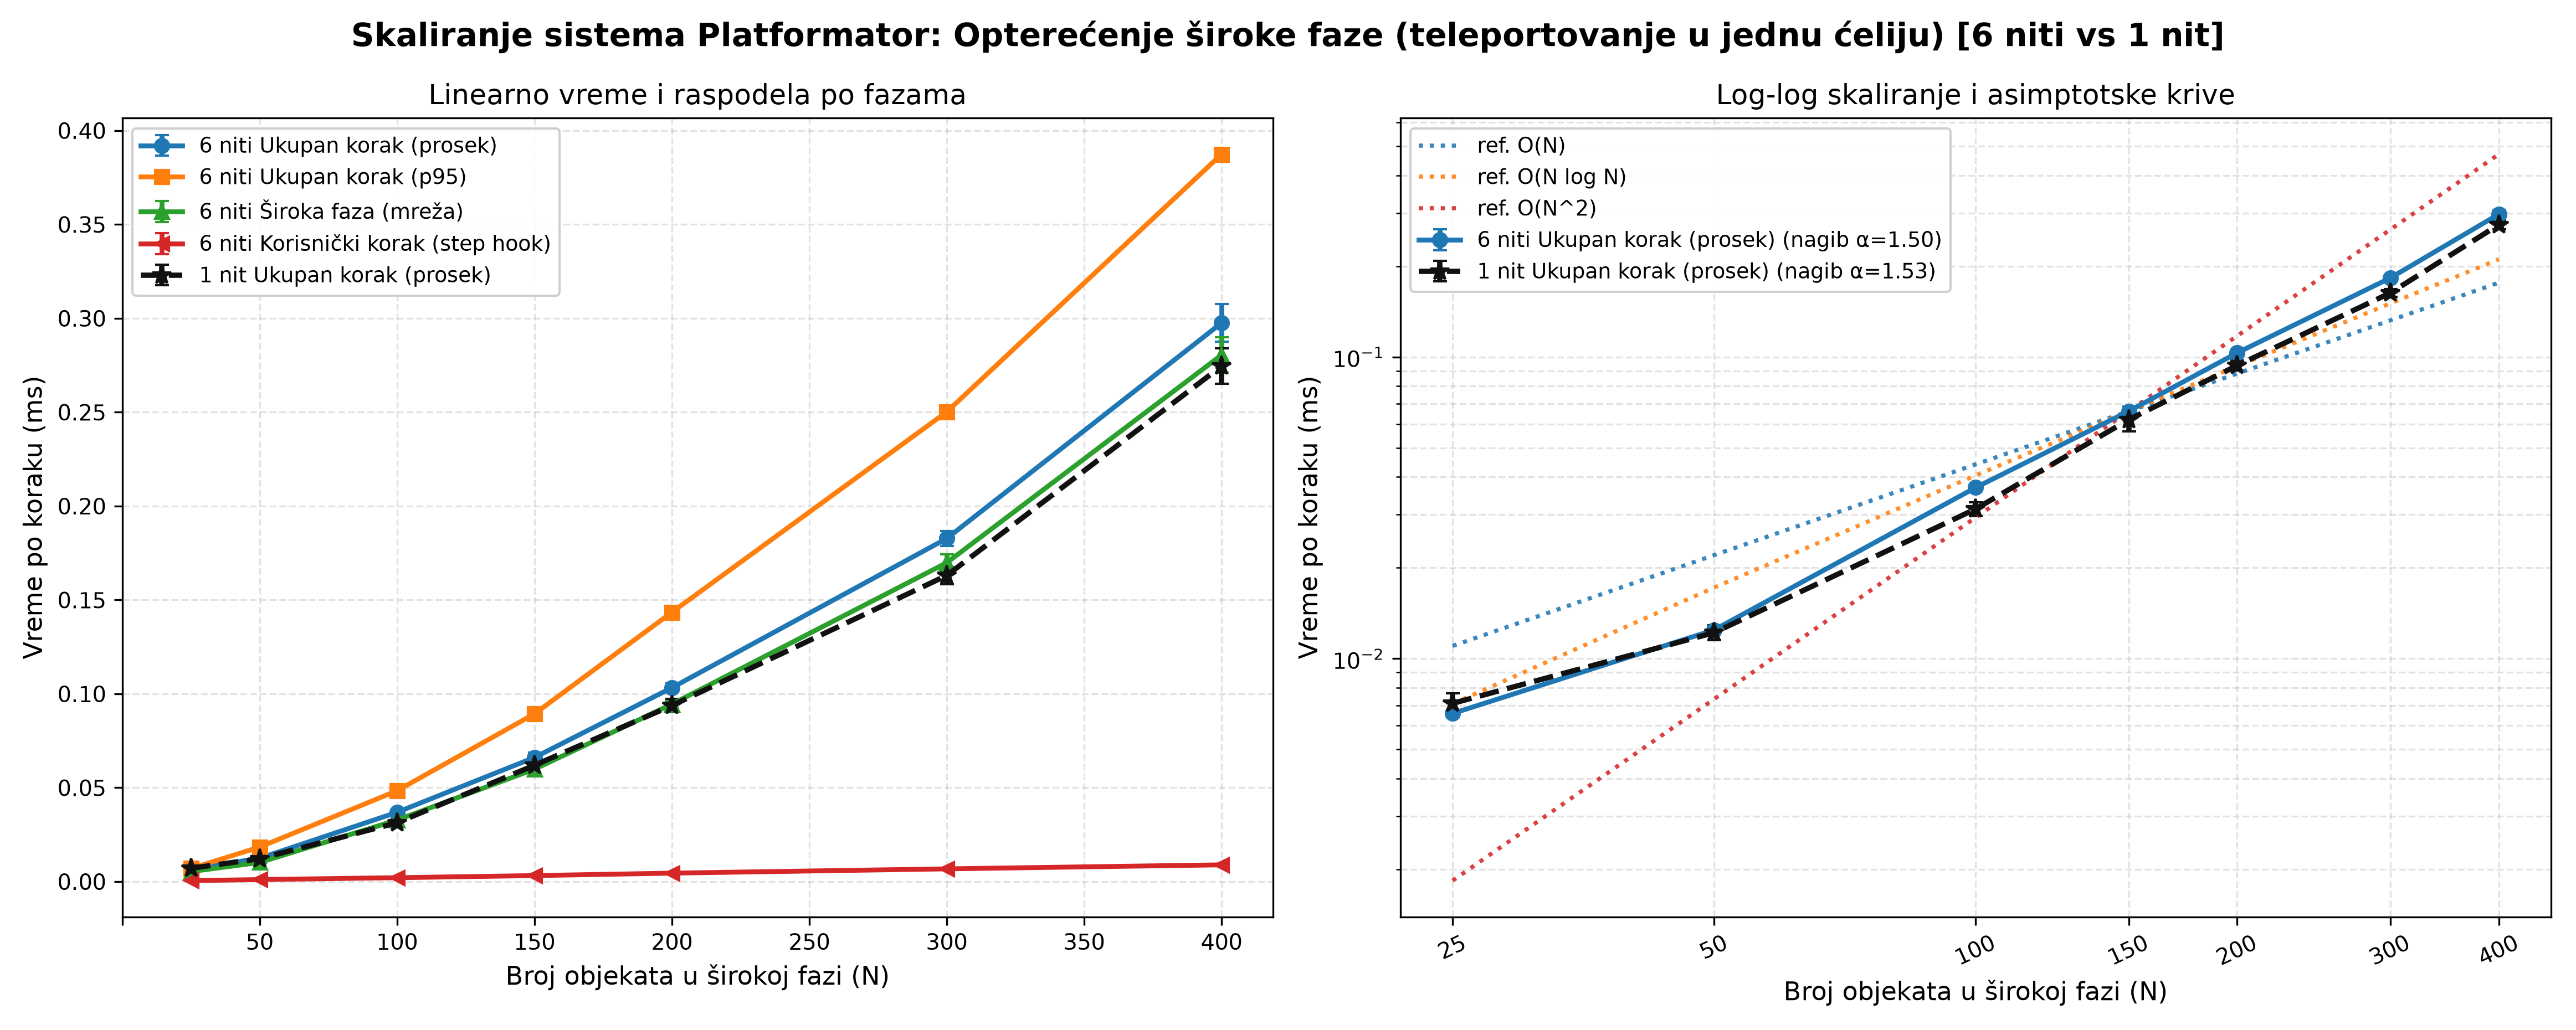 Skaliranje sistema Platformator: Opterećenje široke faze (teleportovanje u jednu ćeliju) [6 niti vs 1 nit]
Linearno vreme i raspodela po fazama
Vreme po koraku (ms)
0.40
0.35
0.30
0.25
0.20
0.15
0.10
0.05
0.00
6 niti Ukupan korak (prosek)
6 niti Ukupan korak (p95)
6 niti Široka faza (mreža)
6 niti Korisnički korak (step hook)
1 nit Ukupan korak (prosek)
50 100 150 200 250 300 350 400
Broj objekata u širokoj fazi (N)
Log-log skaliranje i asimptotske krive
Vreme po koraku (ms)
10⁻¹
10⁻²
ref. O(N)
ref. O(N log N)
ref. O(N^2)
6 niti Ukupan korak (prosek) (nagib α=1.50)
1 nit Ukupan korak (prosek) (nagib α=1.53)
25 50 100 150 200 300 400
Broj objekata u širokoj fazi (N)